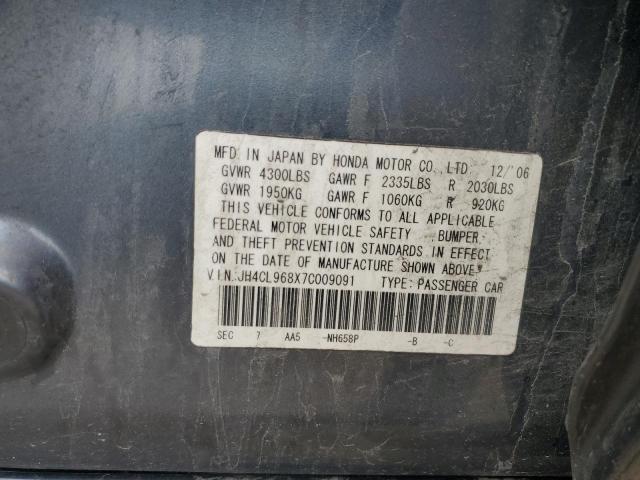 MFD. IN JAPAN BY HONDA MOTOR CO., LTD. 12/'06
GVWR 4300LBS GAWR F 2335LBS R 2030LBS
GVWR 1950KG GAWR F 1060KG R 920KG
THIS VEHICLE CONFORMS TO ALL APPLICABLE
FEDERAL MOTOR VEHICLE SAFETY , BUMPER,
AND THEFT PREVENTION STANDARDS IN EFFECT
ON THE DATE OF MANUFACTURE SHOWN ABOVE.
V I N:JH4CL968X7C009091 TYPE: PASSENGER CAR
SEC 7 AA5 -NH658P -B -C